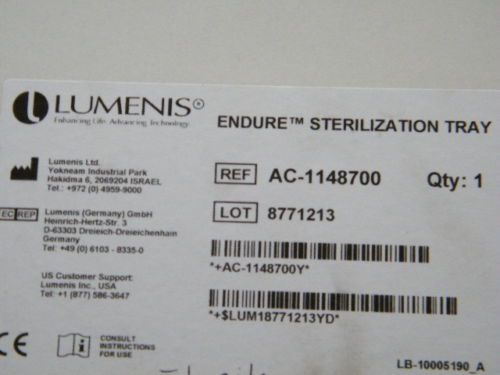 LUMENIS®
Enhancing Life. Advancing Technology.
ENDURE™ STERILIZATION TRAY
Lumenis Ltd.
Yokneam Industrial Park
Hakidma 6, 2069204 ISRAEL
Tel.: +972 (0) 4959-9000
REF AC-1148700 Qty: 1
EC REP
Lumenis (Germany) GmbH
Heinrich-Hertz-Str. 3
D-63303 Dreieich-Dreieichenhain
Germany
Tel: +49 (0) 6103 - 8335-0
LOT 8771213
*+AC-1148700Y*
US Customer Support:
Lumenis Inc., USA
Tel: +1 (877) 586-3647
*+$LUM18771213YD*
CE
i
CONSULT
INSTRUCTIONS
FOR USE
LB-10005190_A